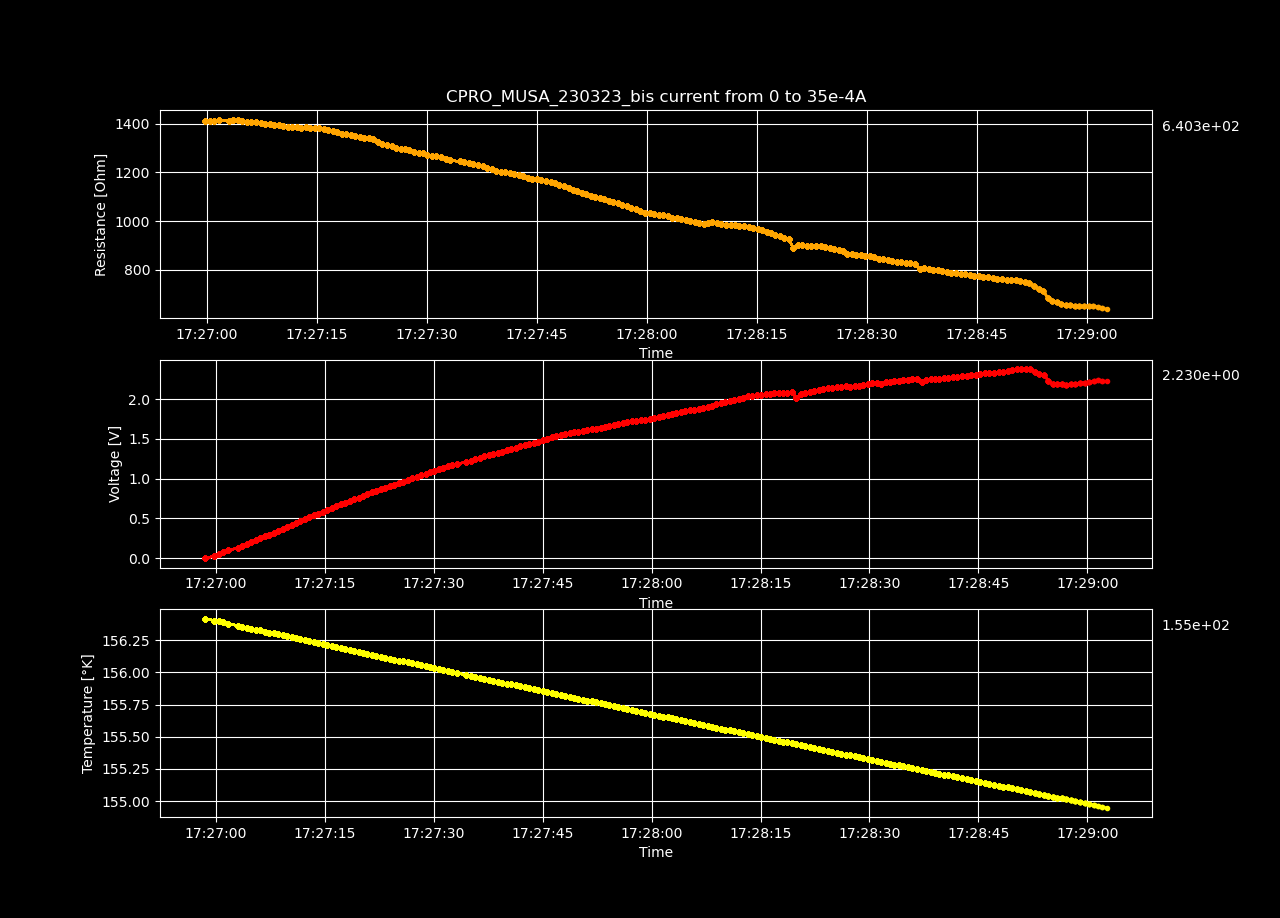 CPRO_MUSA_230323_bis current from 0 to 35e-4A
6.403e+02
Resistance [Ohm]
1400
1200
1000
800
17:27:00 17:27:15 17:27:30 17:27:45 17:28:00 17:28:15 17:28:30 17:28:45 17:29:00
Time
2.230e+00
Voltage [V]
2.0
1.5
1.0
0.5
0.0
17:27:00 17:27:15 17:27:30 17:27:45 17:28:00 17:28:15 17:28:30 17:28:45 17:29:00
Time
1.55e+02
Temperature [°K]
156.25
156.00
155.75
155.50
155.25
155.00
17:27:00 17:27:15 17:27:30 17:27:45 17:28:00 17:28:15 17:28:30 17:28:45 17:29:00
Time